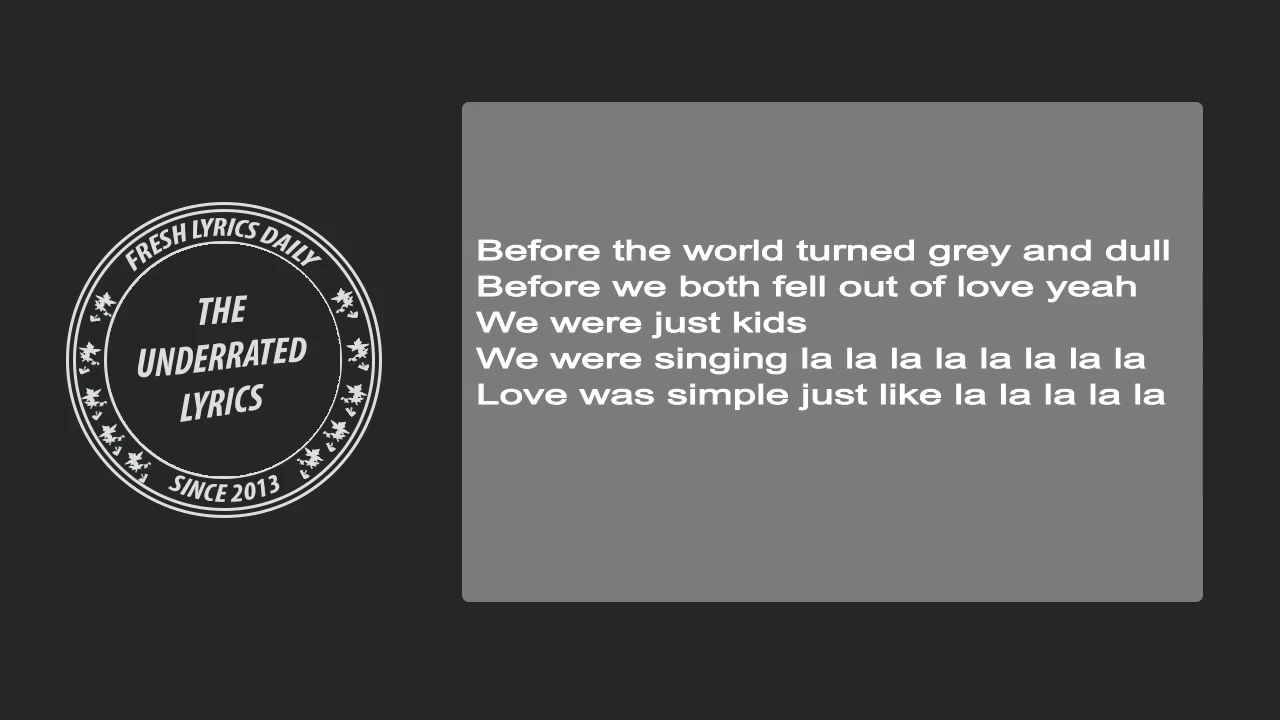 FRESH LYRICS DAILY
THE
UNDERRATED
LYRICS
SINCE 2013
Before the world turned grey and dull
Before we both fell out of love yeah
We were just kids
We were singing la la la la la la la la
Love was simple just like la la la la la